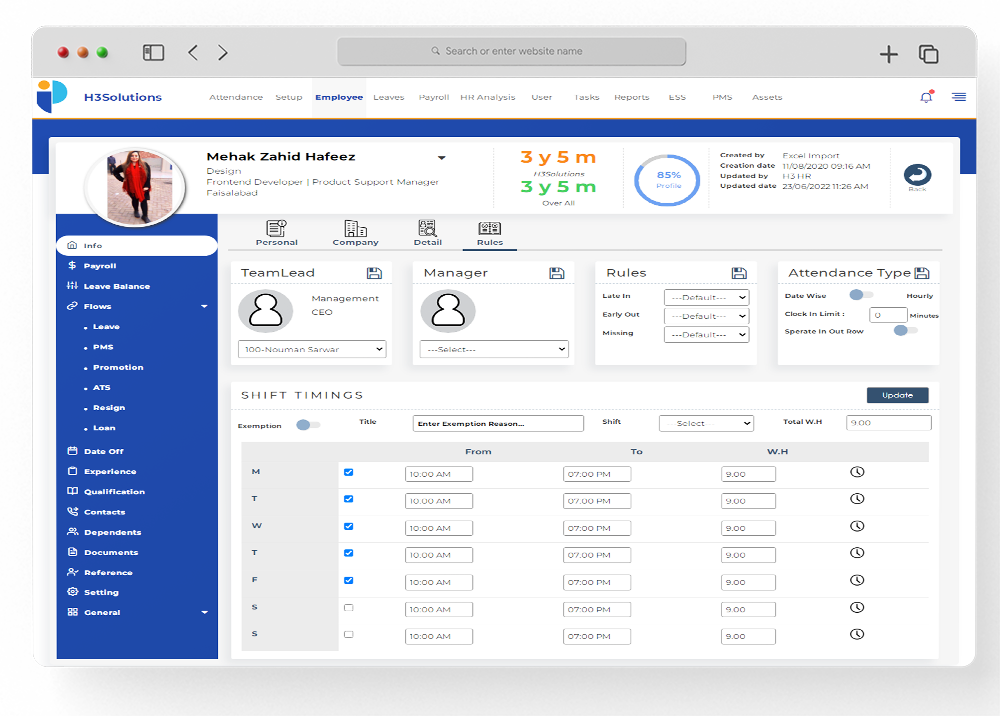 Search or enter website name
H3Solutions Attendance Setup Employee Leaves Payroll HR Analysis User Tasks Reports ESS PMS Assets
Mehak Zahid Hafeez
Design
Frontend Developer | Product Support Manager
Faisalabad
3 y 5 m
H3Solutions
3 y 5 m
Over All
85%
Profile
Created by Excel Import
Creation date 11/08/2020 09:16 AM
Updated by H3 HR
Updated date 23/06/2022 11:26 AM
Back
Info
Payroll
Leave Balance
Flows
Leave
PMS
Promotion
ATS
Resign
Loan
Date Off
Experience
Qualification
Contacts
Dependents
Documents
Reference
Setting
General
Personal Company Detail Rules
TeamLead
Management
CEO
100-Nouman Sarwar
Manager
---Select---
Rules
Late In ---Default---
Early Out ---Default---
Missing ---Default---
Attendance Type
Date Wise Hourly
Clock In Limit : 0 Minutes
Sperate In Out Row
SHIFT TIMINGS Update
Exemption Title Enter Exemption Reason... Shift Select Total W.H 9.00
From To W.H
M 10:00 AM 07:00 PM 9.00
T 10:00 AM 07:00 PM 9.00
W 10:00 AM 07:00 PM 9.00
T 10:00 AM 07:00 PM 9.00
F 10:00 AM 07:00 PM 9.00
S 10:00 AM 07:00 PM 9.00
S 10:00 AM 07:00 PM 9.00